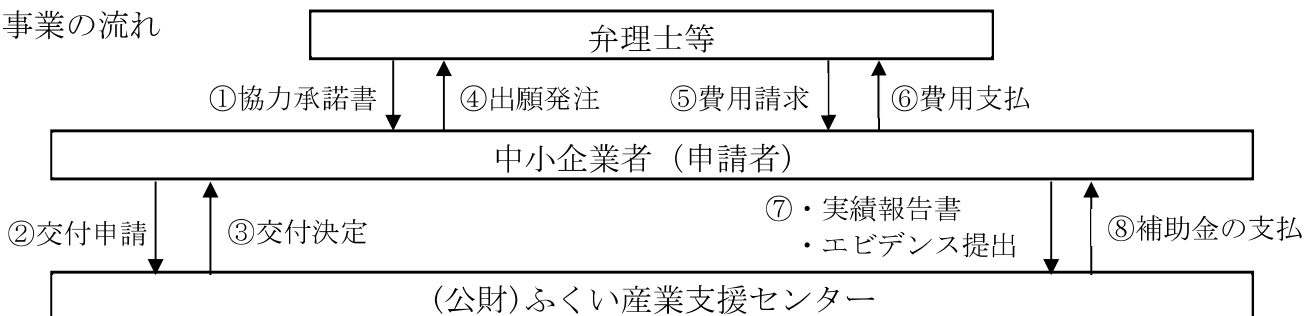 事業の流れ
弁理士等
①協力承諾書
④出願発注
⑤費用請求
⑥費用支払
中小企業者（申請者）
②交付申請
③交付決定
⑦・実績報告書
・エビデンス提出
⑧補助金の支払
(公財)ふくい産業支援センター